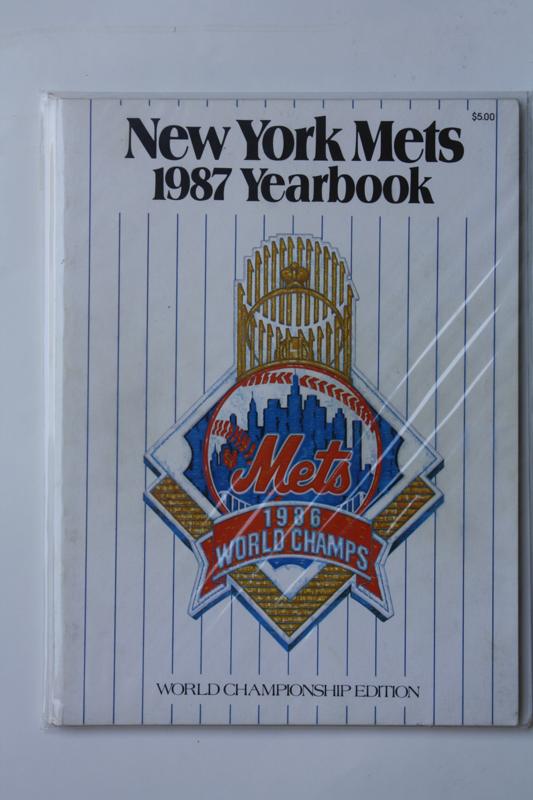 $5.00
New York Mets
1987 Yearbook
Mets
1986
WORLD CHAMPS
WORLD CHAMPIONSHIP EDITION